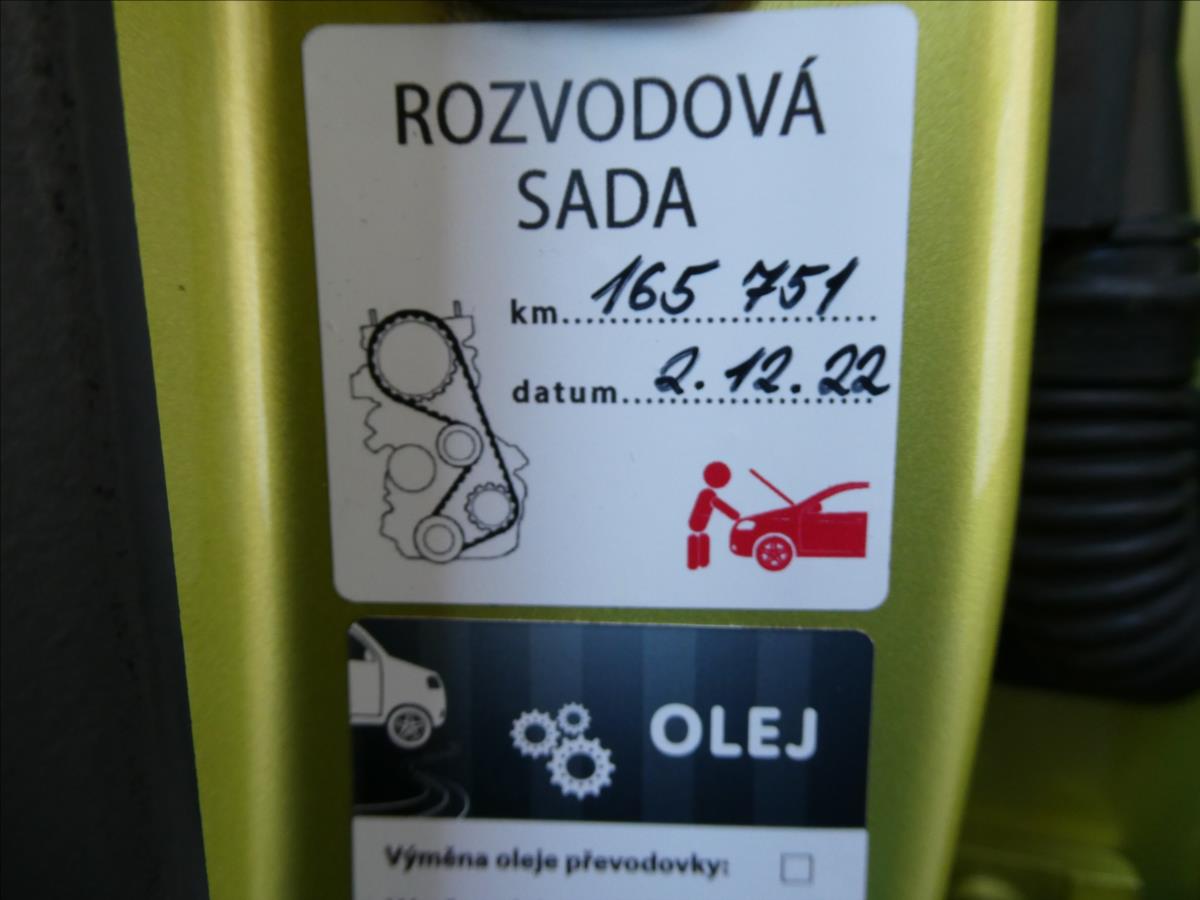 ROZVODOVÁ
SADA
km....165 751....
datum....2.12.22
OLEJ
Výměna oleje převodovky: